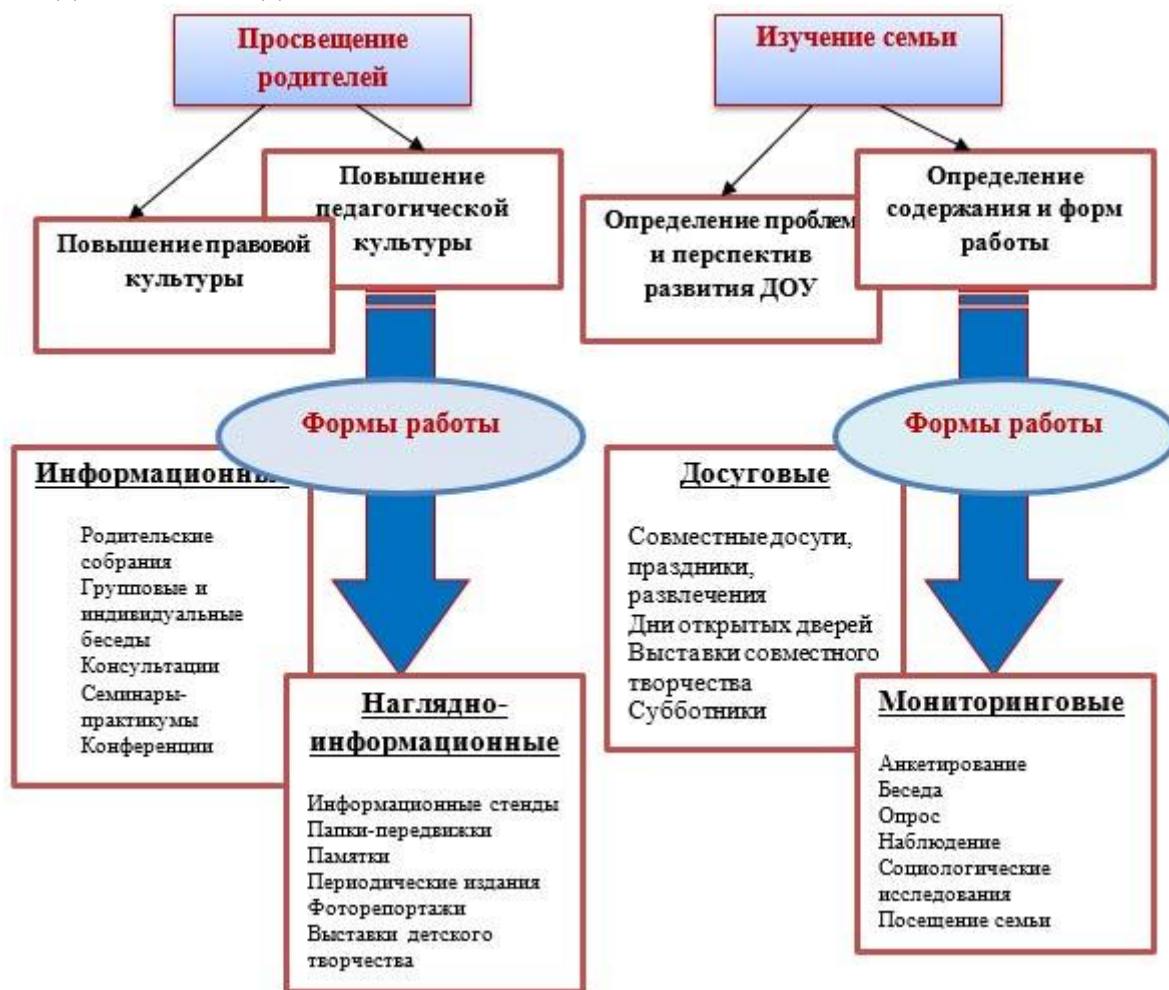 Просвещение
родителей
Изучение семьи
Повышение
педагогической
культуры
Повышение правовой
культуры
Определение
содержания и форм
работы
Определение проблем
и перспектив
развития ДОУ
Формы работы
Формы работы
Информационные
Родительские
собрания
Групповые и
индивидуальные
беседы
Консультации
Семинары-
практикумы
Конференции
Наглядно-
информационные
Информационные стенды
Папки-передвижки
Памятки
Периодические издания
Фоторепортажи
Выставки детского
творчества
Досуговые
Совместные досуги,
праздники,
развлечения
Дни открытых дверей
Выставки совместного
творчества
Субботники
Мониторинговые
Анкетирование
Беседа
Опрос
Наблюдение
Социологические
исследования
Посещение семьи